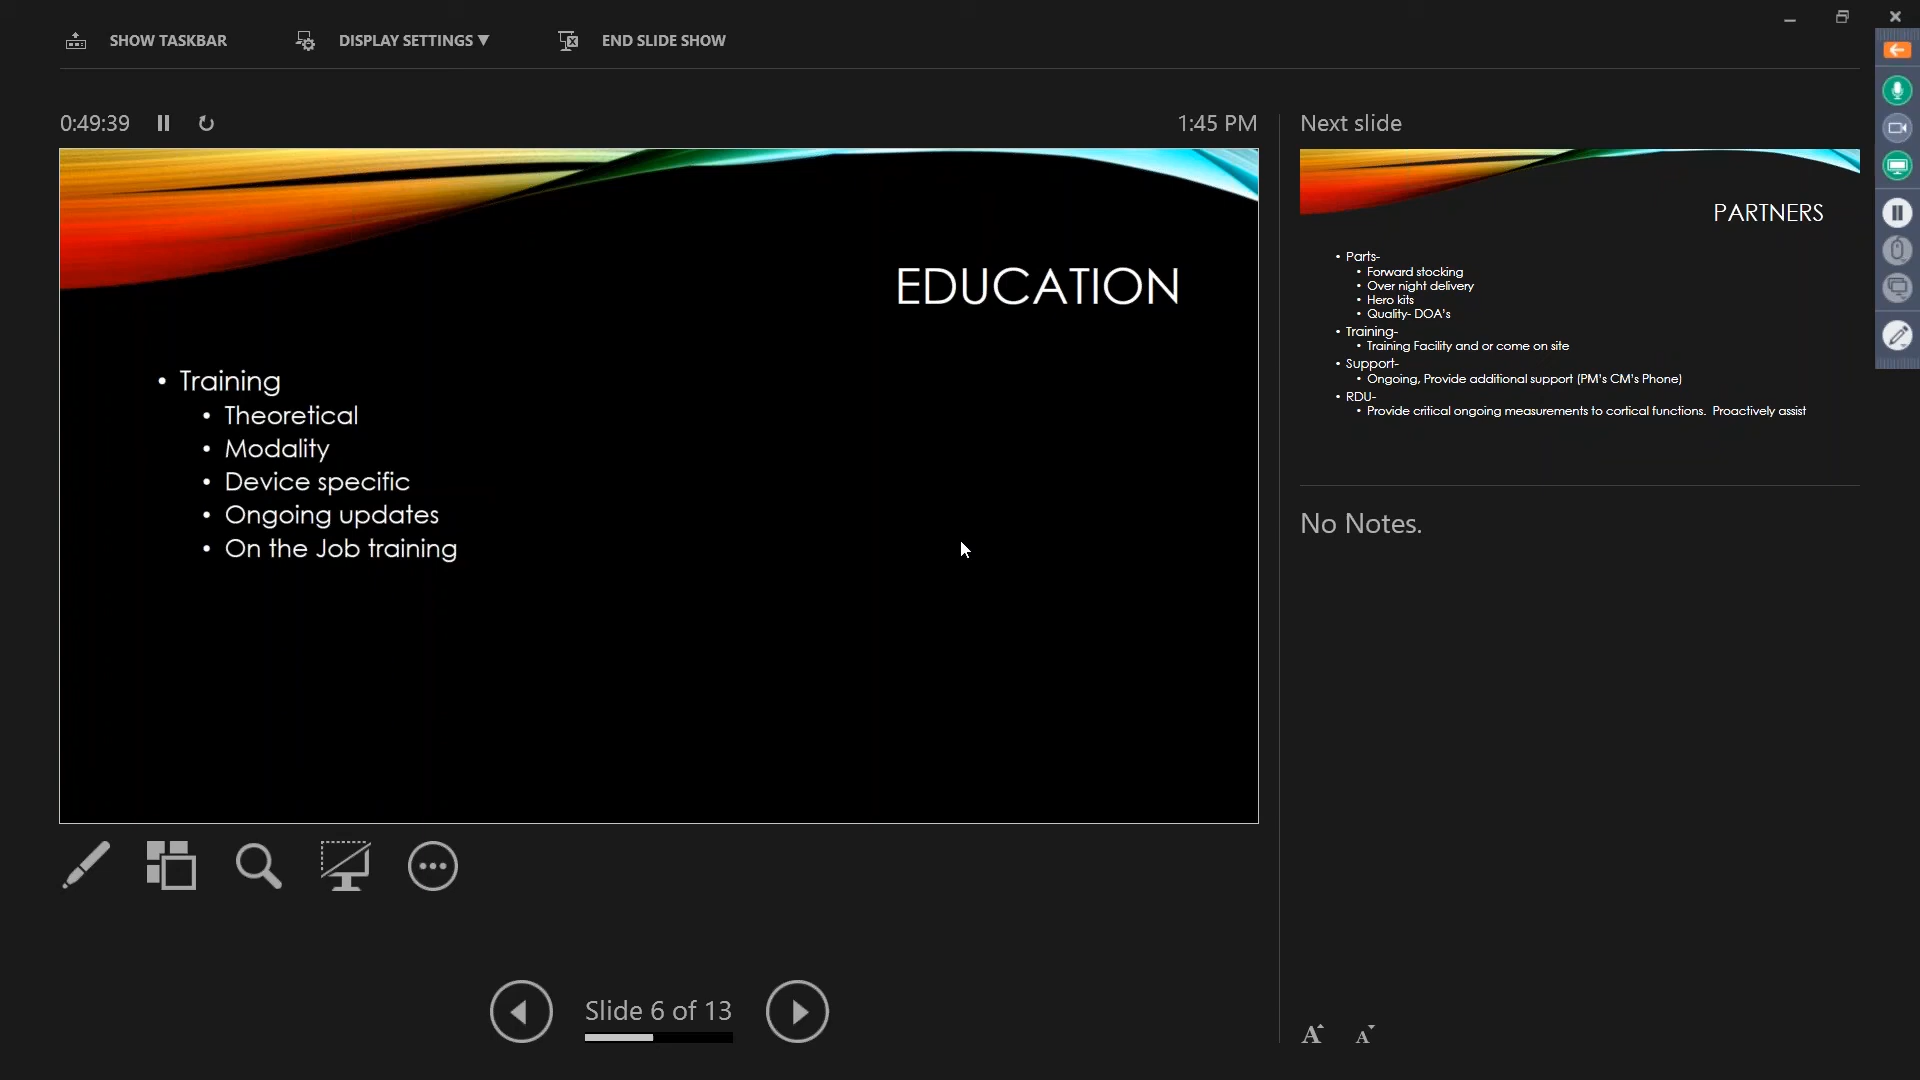 SHOW TASKBAR
DISPLAY SETTINGS ▼
END SLIDE SHOW
0:49:39
1:45 PM
Next slide
EDUCATION
• Training
• Theoretical
• Modality
• Device specific
• Ongoing updates
• On the Job training
PARTNERS
• Parts-
• Forward stocking
• Over night delivery
• Hero kits
• Quality- DOA's
• Training-
• Training Facility and or come on site
• Support-
• Ongoing, Provide additional support (PM's CM's Phone)
• RDU-
• Provide critical ongoing measurements to cortical functions. Proactively assist
No Notes.
Slide 6 of 13
A A